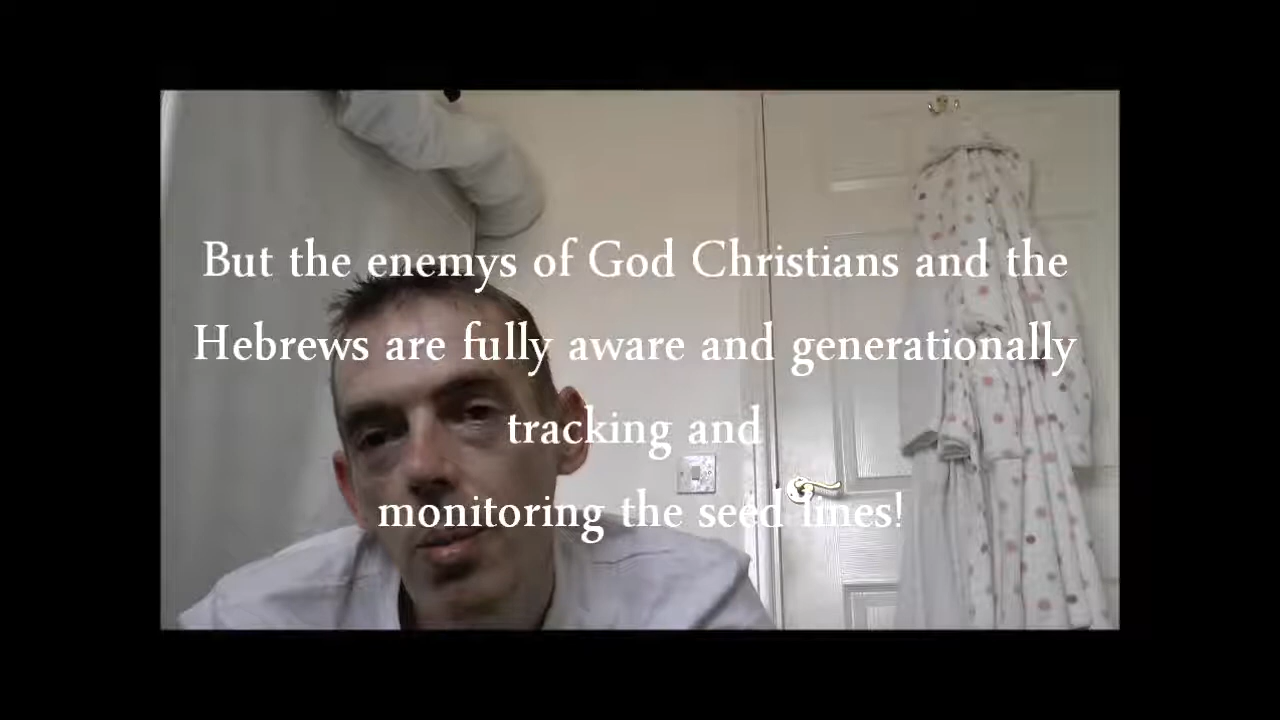 But the enemys of God Christians and the
Hebrews are fully aware and generationally
tracking and
monitoring the seed lines!